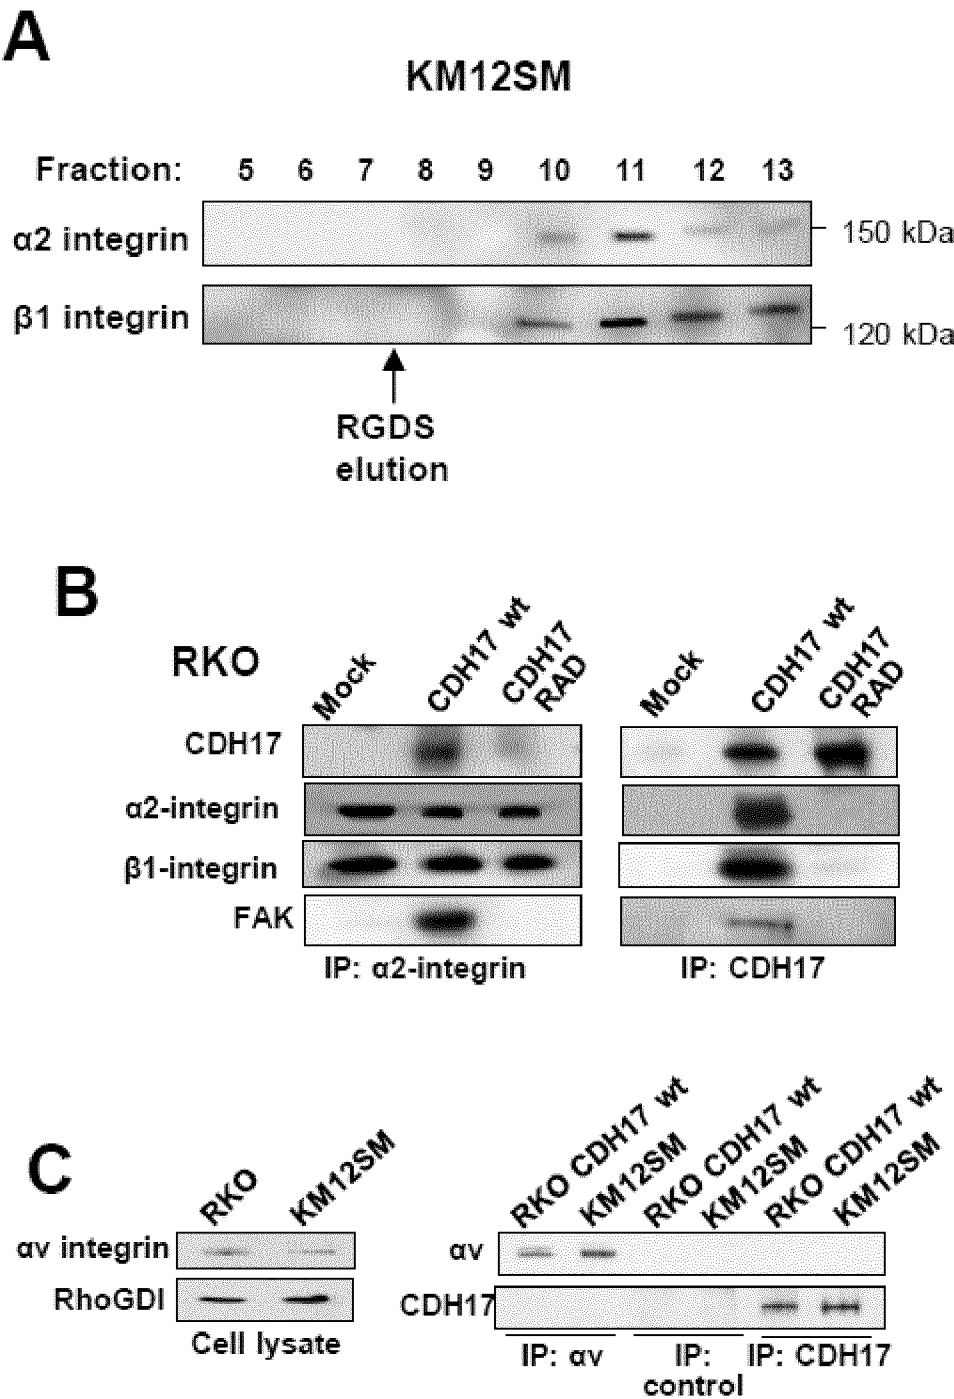 A
KM12SM
Fraction: 5 6 7 8 9 10 11 12 13
α2 integrin
150 kDa
β1 integrin
120 kDa
RGDS
elution
B
RKO
Mock
CDH17 wt
CDH17
RAD
Mock
CDH17 wt
CDH17
RAD
CDH17
α2-integrin
β1-integrin
FAK
IP: α2-integrin
IP: CDH17
C
RKO
KM12SM
RKO CDH17 wt
KM12SM
RKO CDH17 wt
KM12SM
RKO CDH17 wt
KM12SM
αv integrin
RhoGDI
Cell lysate
αv
CDH17
IP: αv
IP:
control
IP: CDH17